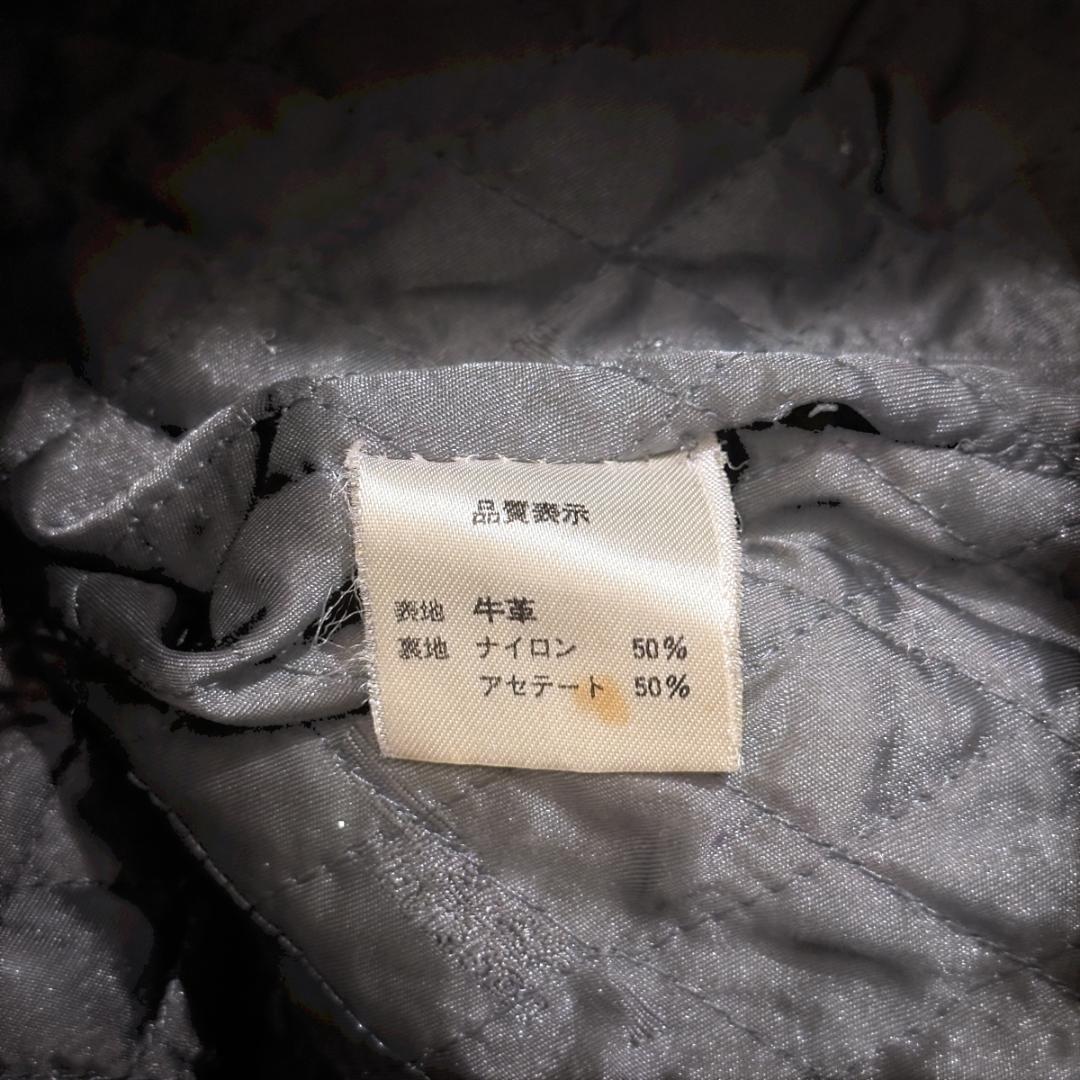 品質表示
表地 牛革
裏地 ナイロン 50%
アセテート 50%